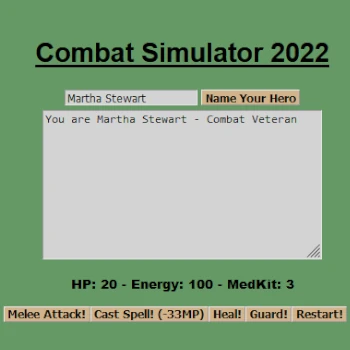 Combat Simulator 2022
Martha Stewart Name Your Hero
You are Martha Stewart - Combat Veteran
HP: 20 - Energy: 100 - MedKit: 3
Melee Attack! Cast Spell! (-33MP) Heal! Guard! Restart!